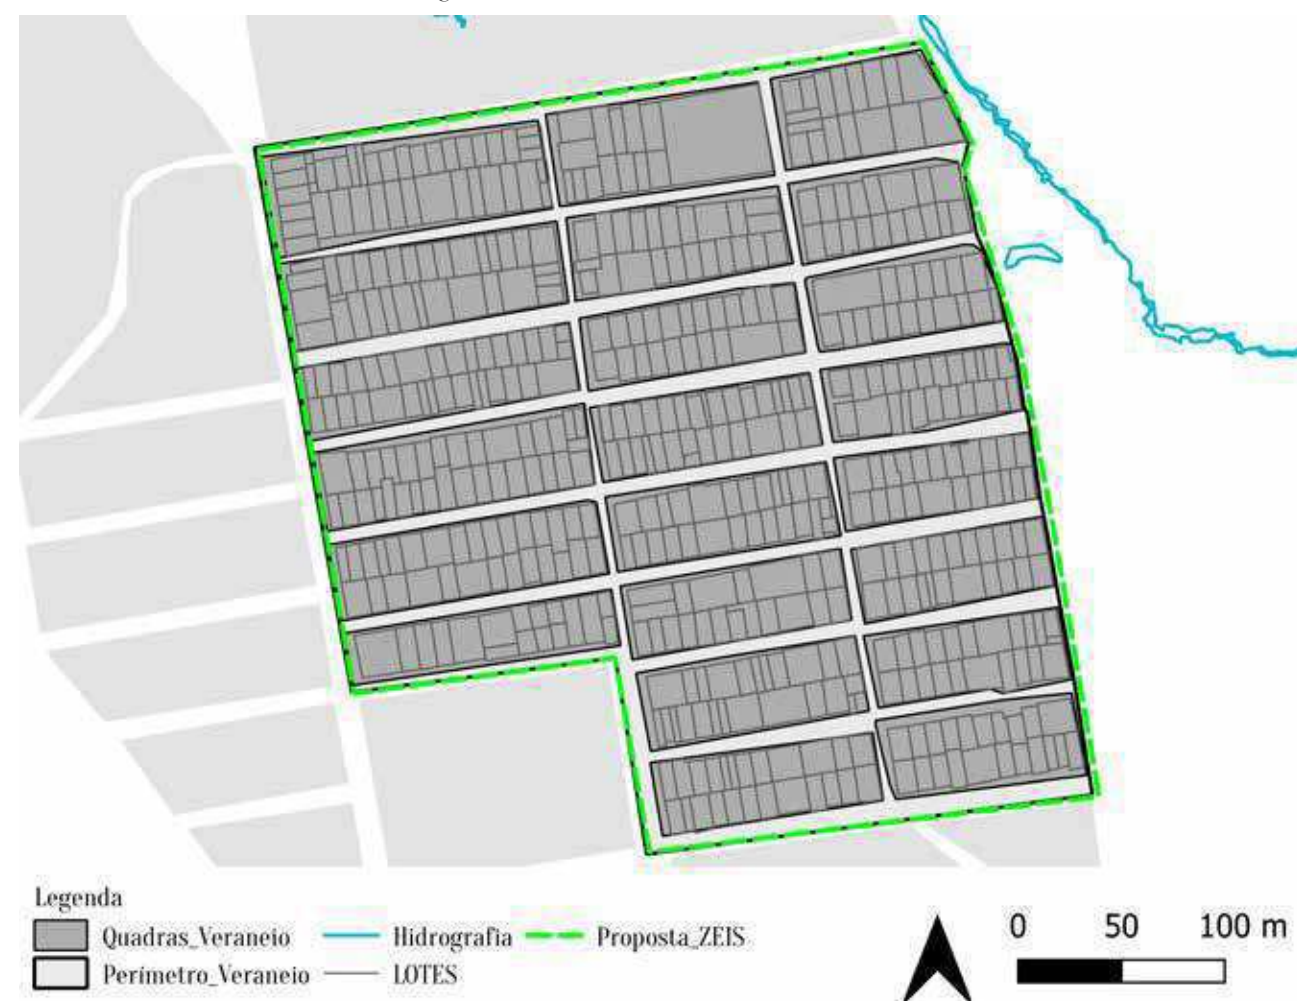 Legenda
Quadras_Veraneio
Hidrografia
Proposta_ZEIS
Perímetro_Veraneio
LOTES
0 50 100 m